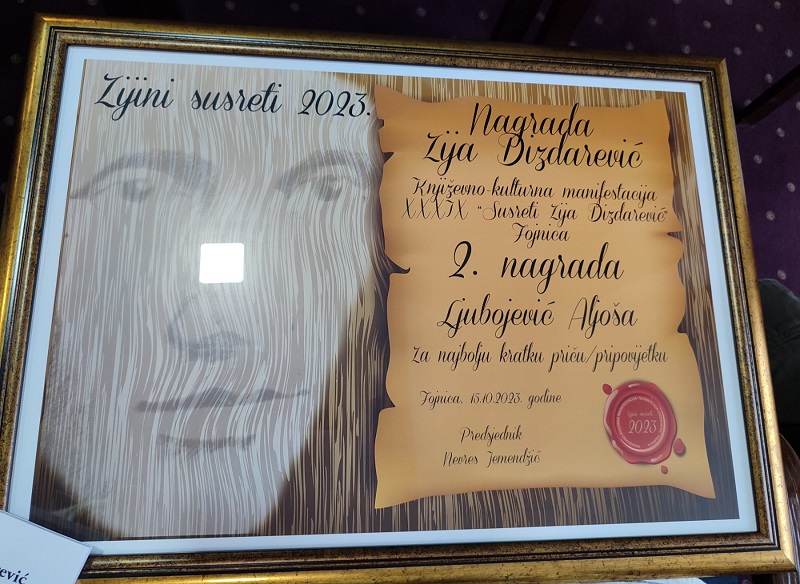 Zijini susreti 2023.
Nagrada
Zija Dizdarević
Književno-kulturna manifestacija
XXXIX "Susreti Zija Dizdarević"
Fojnica
2. nagrada
Ljubojević Aljoša
Za najbolju kratku priču/pripovijetku
Fojnica, 15.10.2023. godine
Predsjednik
Nevres Jemendžić
2023
ević